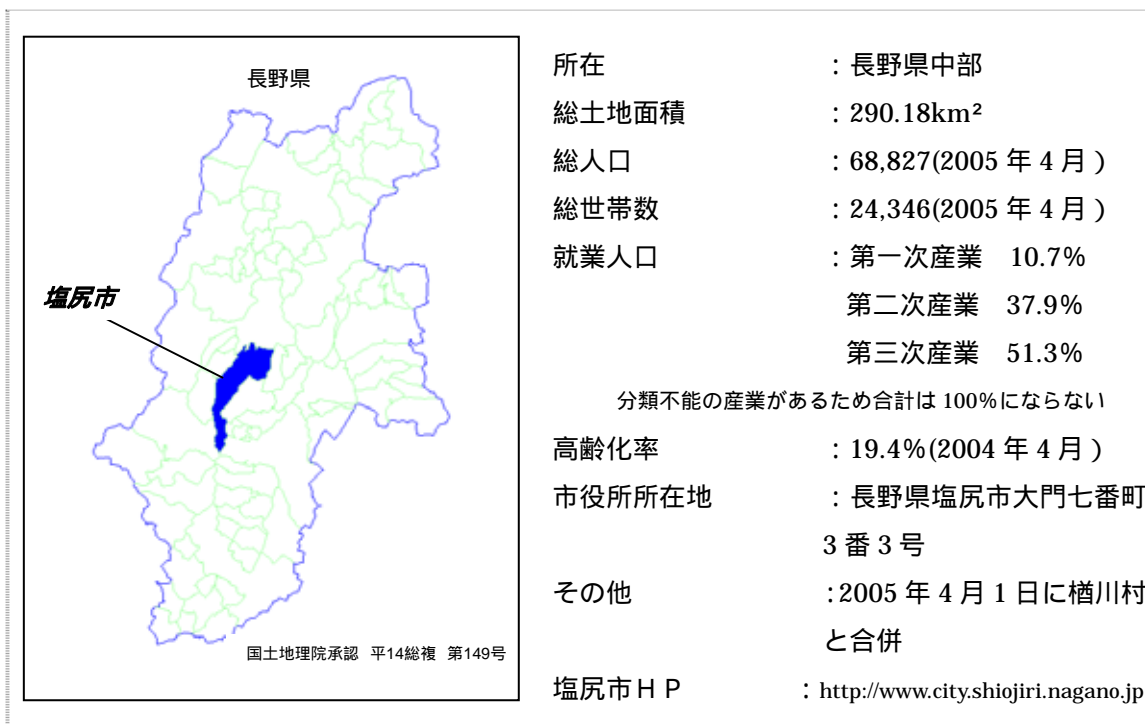 長野県
塩尻市
国土地理院承認 平14総複 第149号
所在 : 長野県中部
総土地面積 : 290.18km²
総人口 : 68,827(2005 年 4 月)
総世帯数 : 24,346(2005 年 4 月)
就業人口 : 第一次産業 10.7%
第二次産業 37.9%
第三次産業 51.3%
分類不能の産業があるため合計は 100%にならない
高齢化率 : 19.4%(2004 年 4 月)
市役所所在地 : 長野県塩尻市大門七番町
3 番 3 号
その他 :2005 年 4 月 1 日に楢川村
と合併
塩尻市HP : http://www.city.shiojiri.nagano.jp